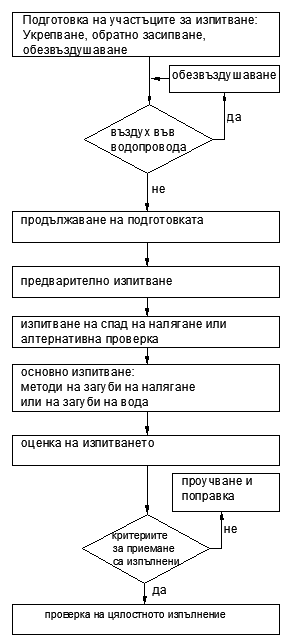 Подготовка на участъците за изпитване:
Укрепване, обратно засипване,
обезвъздушаване
обезвъздушаване
да
въздух във
водопровода
не
продължаване на подготовката
предварително изпитване
изпитване на спад на налягане или
алтернативна проверка
основно изпитване:
методи на загуби на налягане
или на загуби на вода
оценка на изпитването
проучване и
поправка
не
критериите
за приемане
са изпълнени
да
проверка на цялостното изпълнение